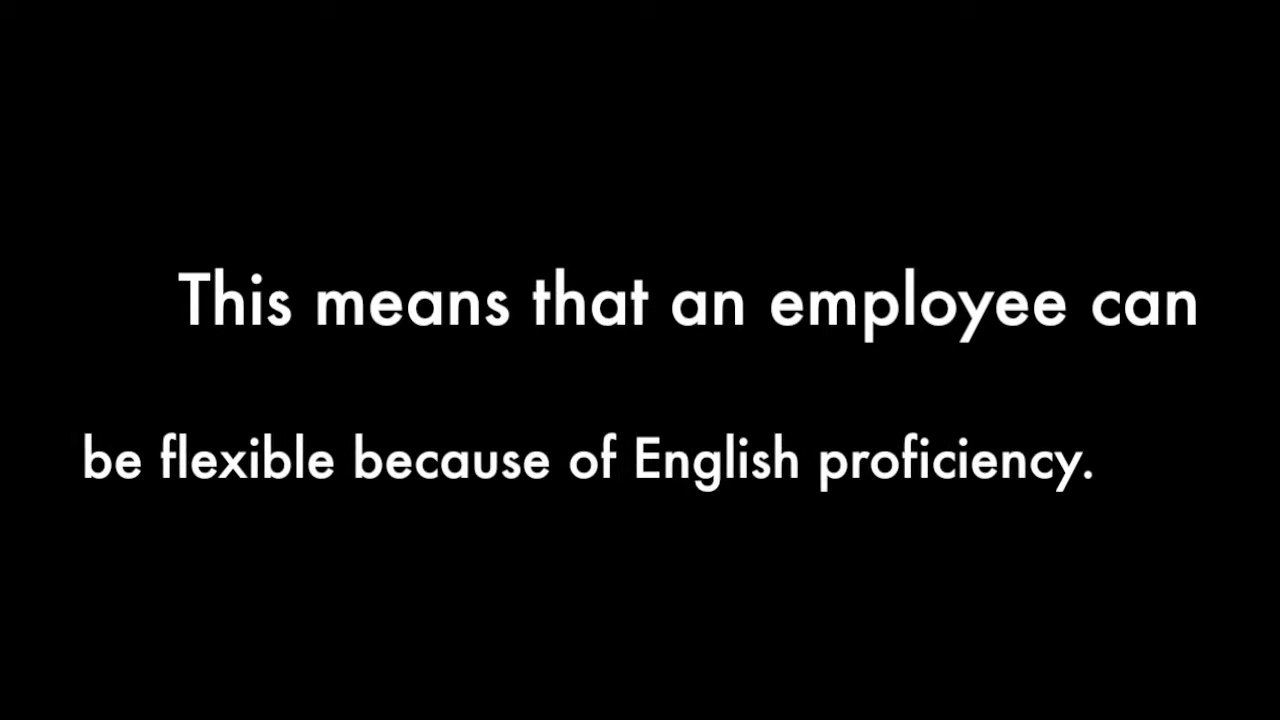 This means that an employee can
be flexible because of English proficiency.